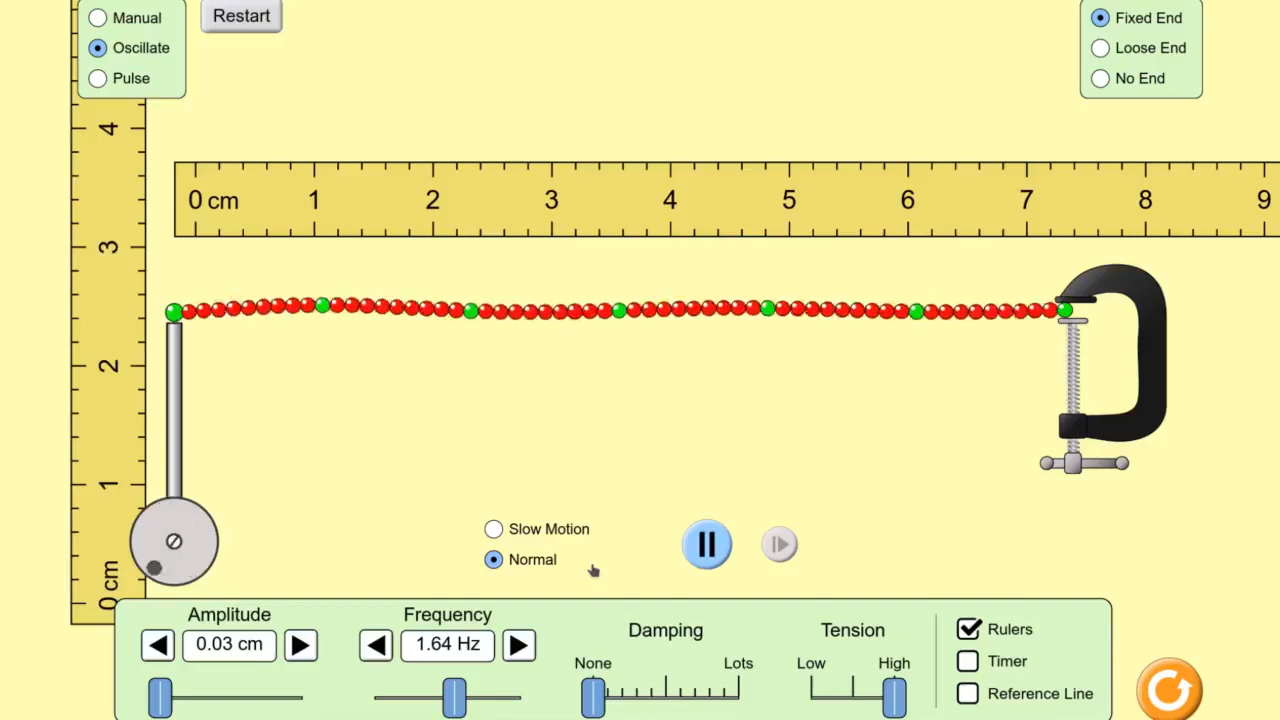 Manual
Oscillate
Pulse
Restart
Fixed End
Loose End
No End
4
3
2
1
0 cm
0 cm 1 2 3 4 5 6 7 8 9
Slow Motion
Normal
Amplitude
0.03 cm
Frequency
1.64 Hz
Damping
None Lots
Tension
Low High
Rulers
Timer
Reference Line